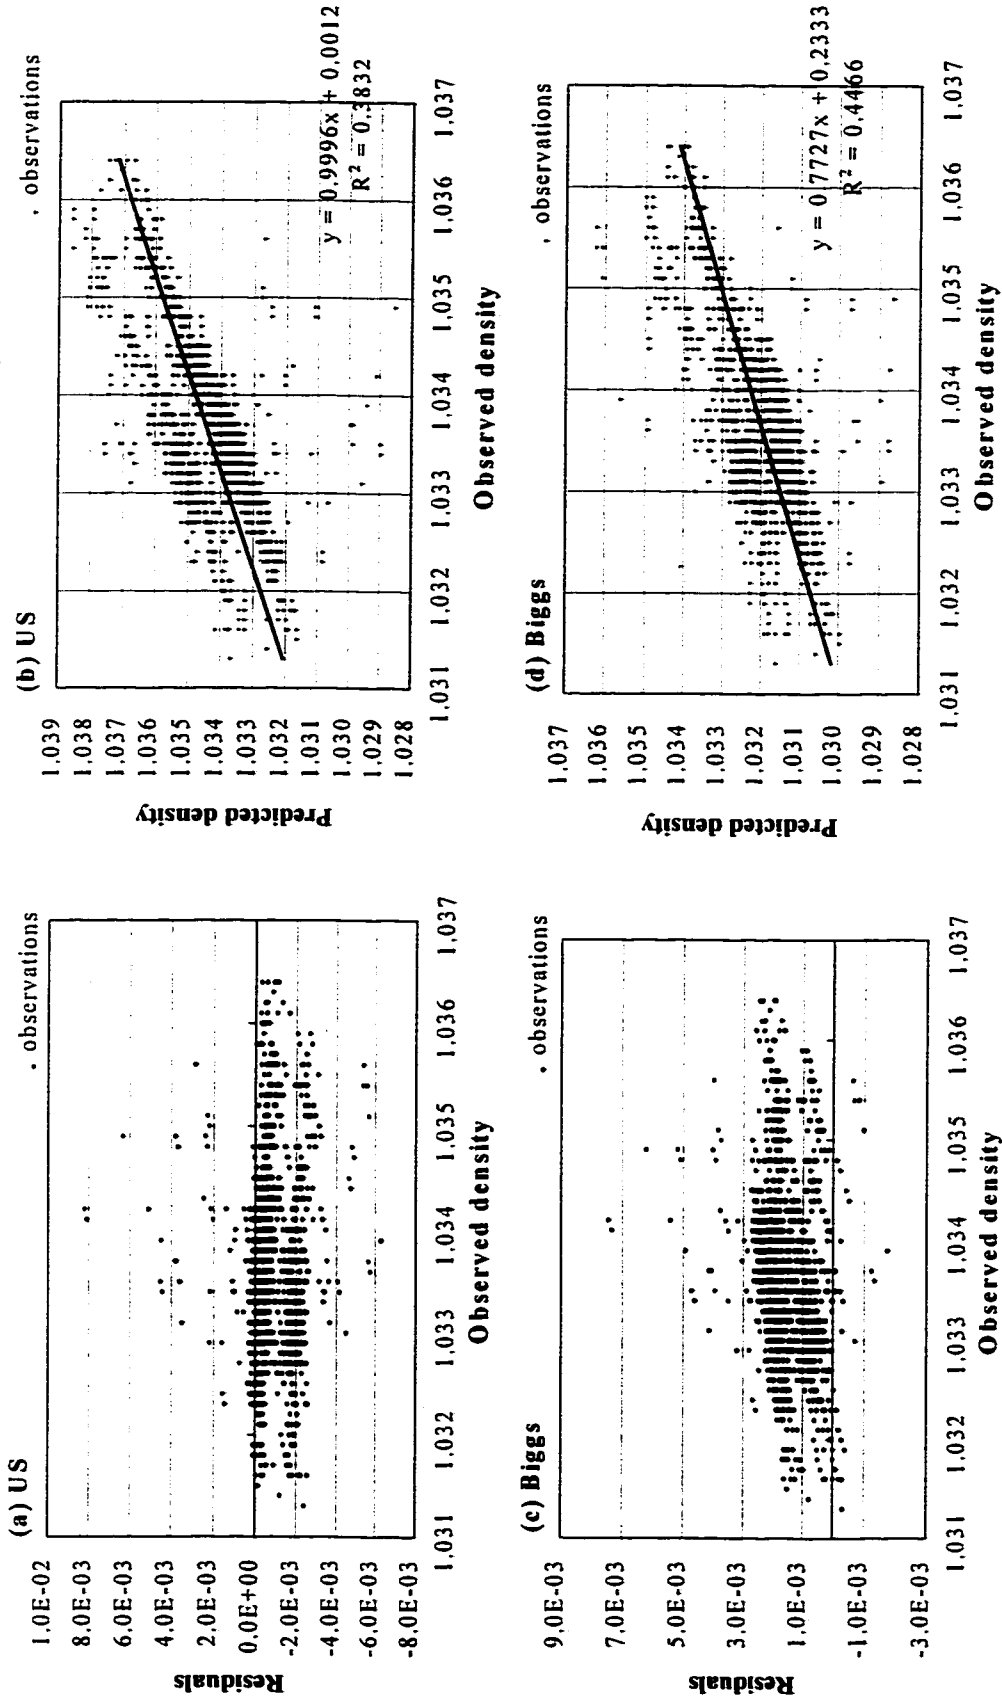 (a) US
. observations
1.0E-02
8.0E-03
6.0E-03
4.0E-03
2.0E-03
0.0E+00
-2.0E-03
-4.0E-03
-6.0E-03
-8.0E-03
Residuals
1.031 1.032 1.033 1.034 1.035 1.036 1.037
Observed density
(b) US
. observations
1.039
1.038
1.037
1.036
1.035
1.034
1.033
1.032
1.031
1.030
1.029
1.028
Predicted density
y = 0.9996x + 0.0012
R² = 0.3832
1.031 1.032 1.033 1.034 1.035 1.036 1.037
Observed density
(c) Biggs
. observations
9.0E-03
7.0E-03
5.0E-03
3.0E-03
1.0E-03
-1.0E-03
-3.0E-03
Residuals
1.031 1.032 1.033 1.034 1.035 1.036 1.037
Observed density
(d) Biggs
. observations
1.037
1.036
1.035
1.034
1.033
1.032
1.031
1.030
1.029
1.028
Predicted density
y = 0.7727x + 0.2333
R² = 0.4466
1.031 1.032 1.033 1.034 1.035 1.036 1.037
Observed density